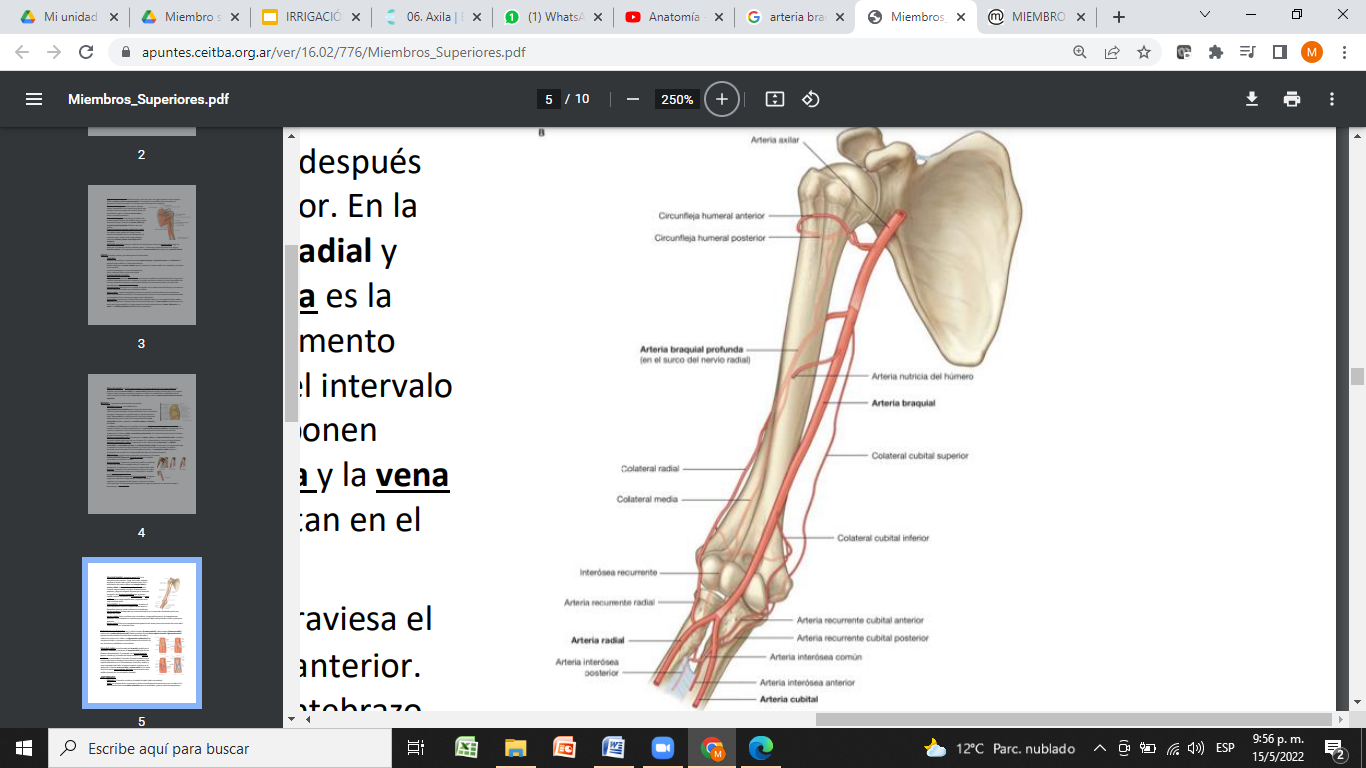 Mi unidad
Miembro s
IRRIGACIÓ
06. Axila |
(1) WhatsA
Anatomía
arteria bra
Miembros_
MIEMBRO
apuntes.ceitba.org.ar/ver/16.02/776/Miembros_Superiores.pdf
M
Miembros_Superiores.pdf
5 / 10
250%
2
3
4
5
después
or. En la
adial y
a es la
mento
el intervalo
ponen
a y la vena
tan en el
raviesa el
anterior.
ntebrazo
B
Arteria axilar
Circunfleja humeral anterior
Circunfleja humeral posterior
Arteria braquial profunda
(en el surco del nervio radial)
Arteria nutricia del húmero
Arteria braquial
Colateral cubital superior
Colateral radial
Colateral media
Colateral cubital inferior
Interósea recurrente
Arteria recurrente radial
Arteria recurrente cubital anterior
Arteria radial
Arteria recurrente cubital posterior
Arteria interósea
posterior
Arteria interósea común
Arteria interósea anterior
Arteria cubital
Escribe aquí para buscar
12°C Parc. nublado
ESP
9:56 p. m.
15/5/2022
2